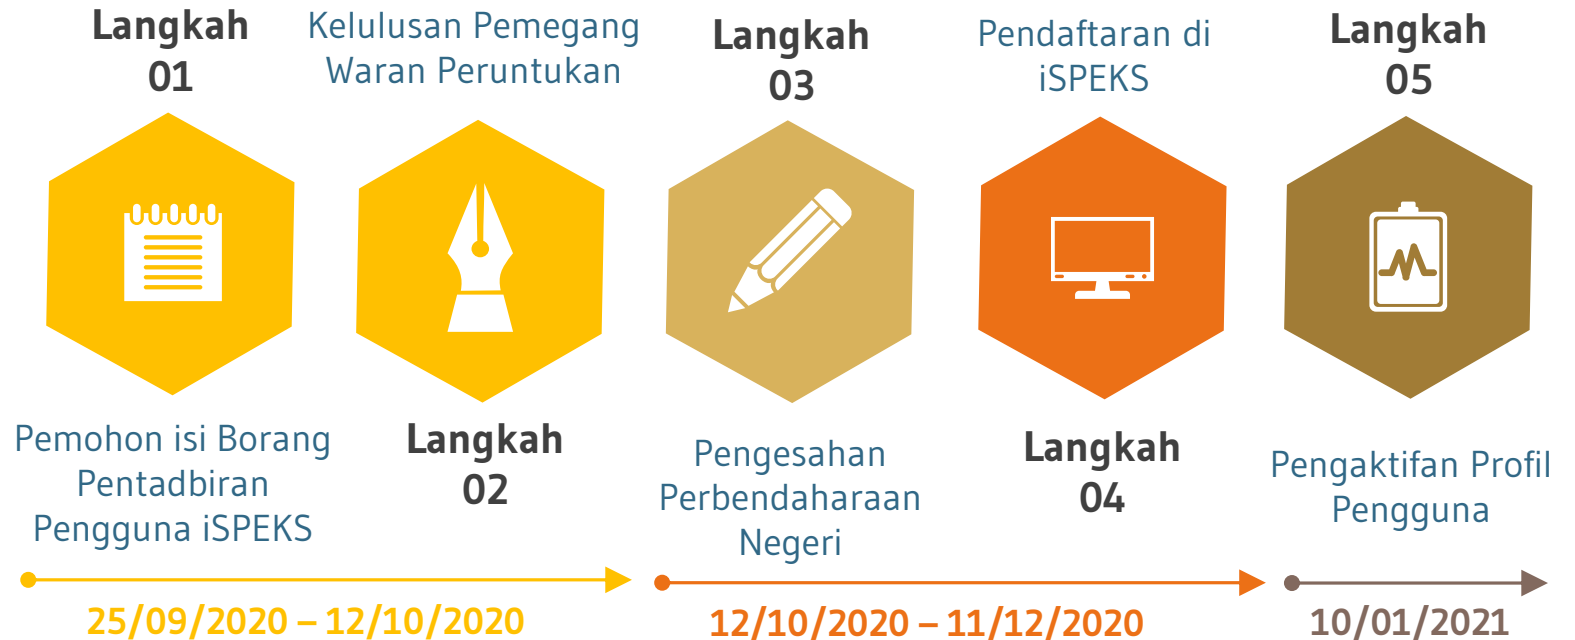 Langkah
01
Pemohon isi Borang
Pentadbiran
Pengguna iSPEKS
Kelulusan Pemegang
Waran Peruntukan
Langkah
02
25/09/2020 – 12/10/2020
Langkah
03
Pengesahan
Perbendaharaan
Negeri
Pendaftaran di
iSPEKS
Langkah
04
12/10/2020 – 11/12/2020
Langkah
05
Pengaktifan Profil
Pengguna
10/01/2021